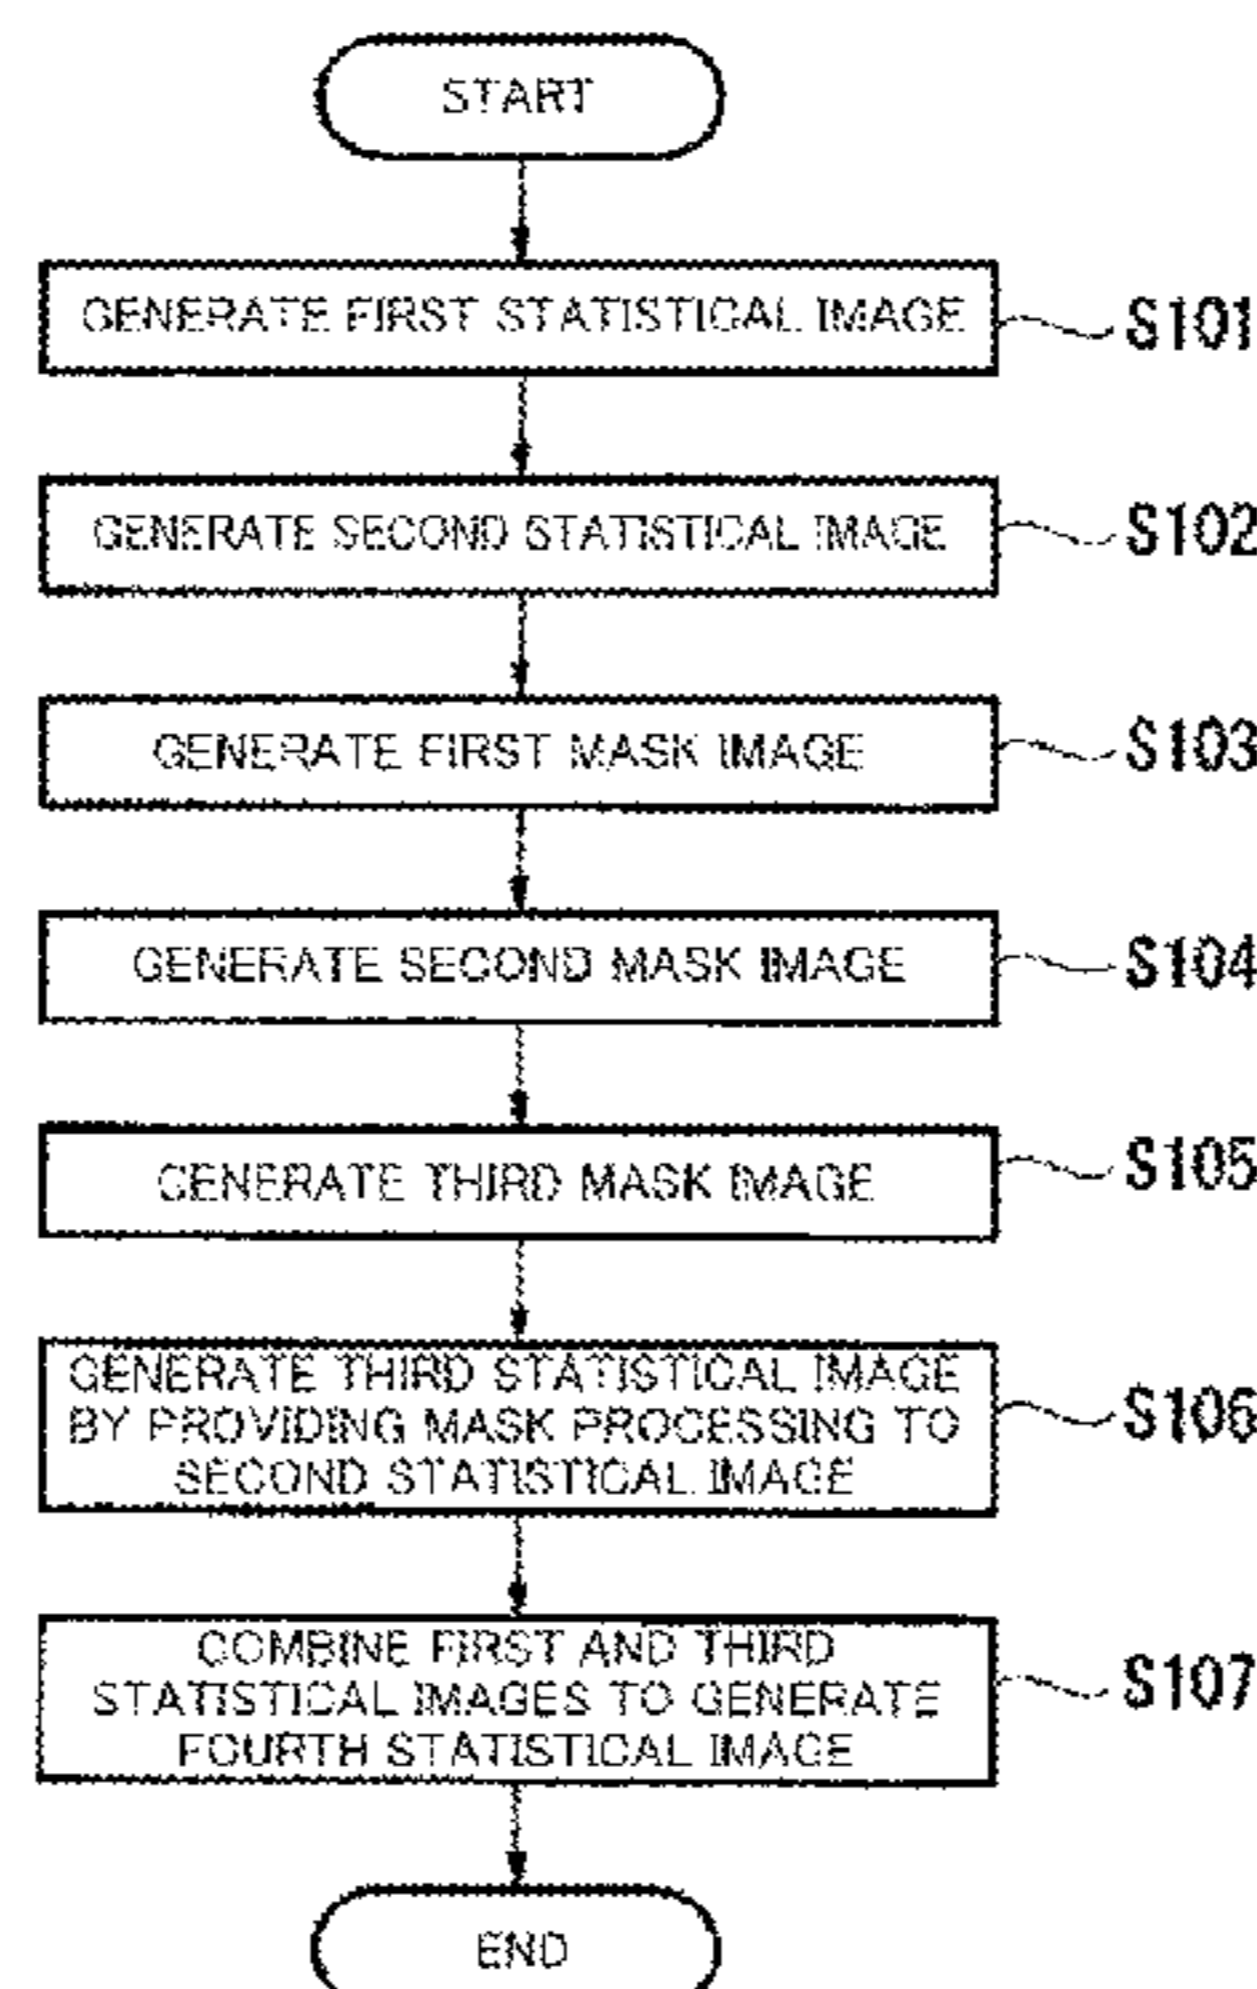 START
GENERATE FIRST STATISTICAL IMAGE
S101
GENERATE SECOND STATISTICAL IMAGE
S102
GENERATE FIRST MASK IMAGE
S103
GENERATE SECOND MASK IMAGE
S104
GENERATE THIRD MASK IMAGE
S105
GENERATE THIRD STATISTICAL IMAGE
BY PROVIDING MASK PROCESSING TO
SECOND STATISTICAL IMAGE
S106
COMBINE FIRST AND THIRD
STATISTICAL IMAGES TO GENERATE
FOURTH STATISTICAL IMAGE
S107
END